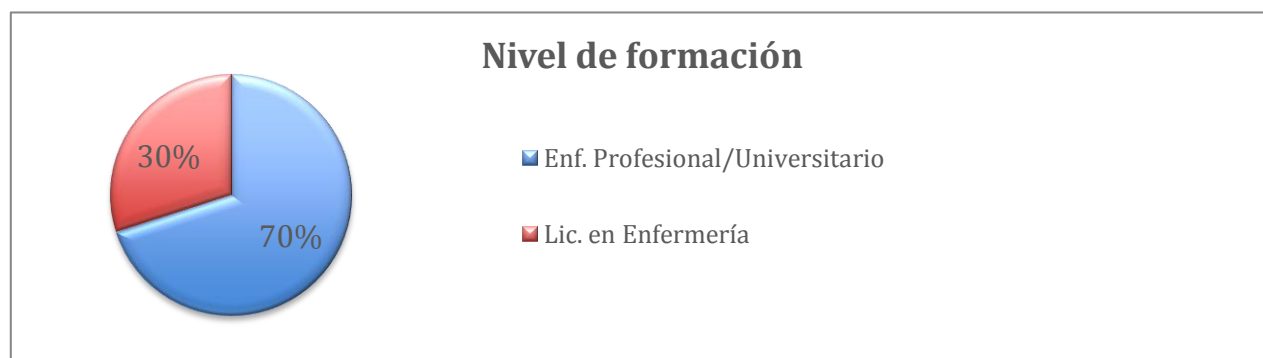 Nivel de formación
30%
Enf. Profesional/Universitario
70%
Lic. en Enfermería